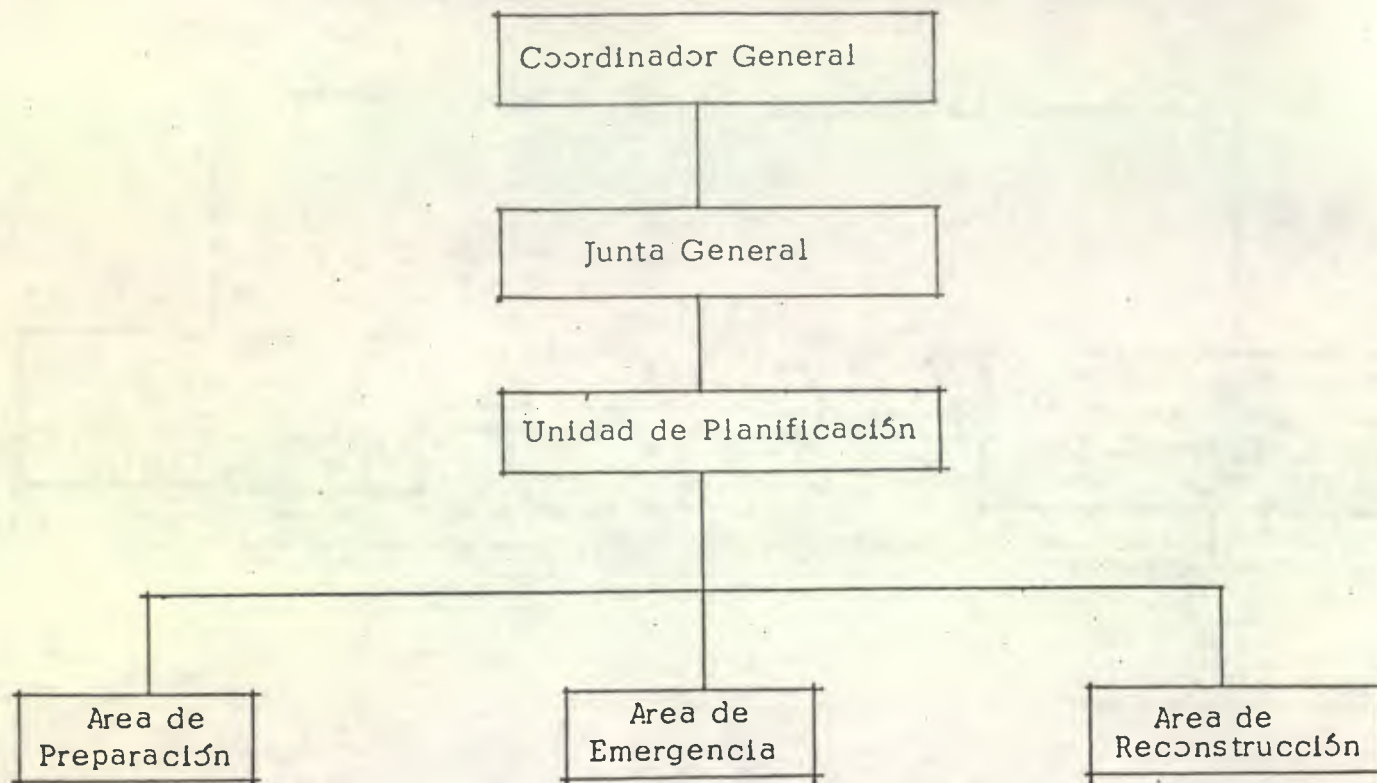 Coordinador General
Junta General
Unidad de Planificación
Area de
Preparación
Area de
Emergencia
Area de
Reconstrucción